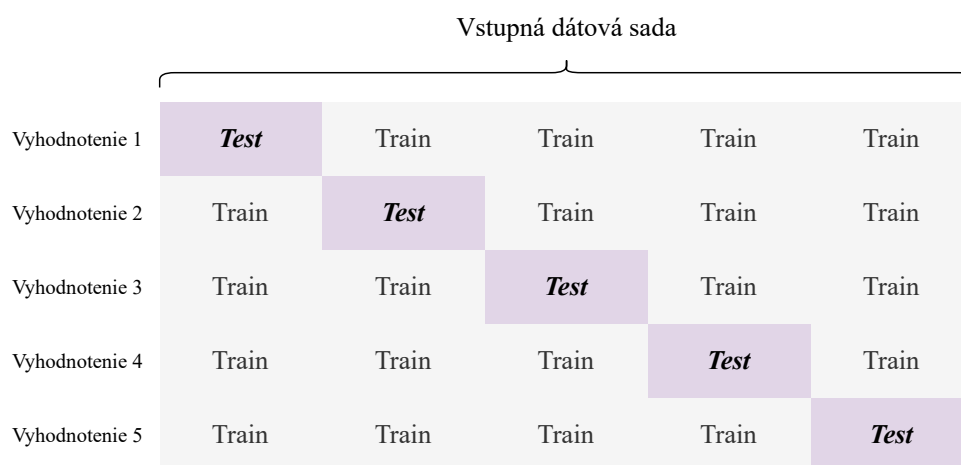 Vstupná dátová sada
Vyhodnotenie 1 Test Train Train Train Train
Vyhodnotenie 2 Train Test Train Train Train
Vyhodnotenie 3 Train Train Test Train Train
Vyhodnotenie 4 Train Train Train Test Train
Vyhodnotenie 5 Train Train Train Train Test